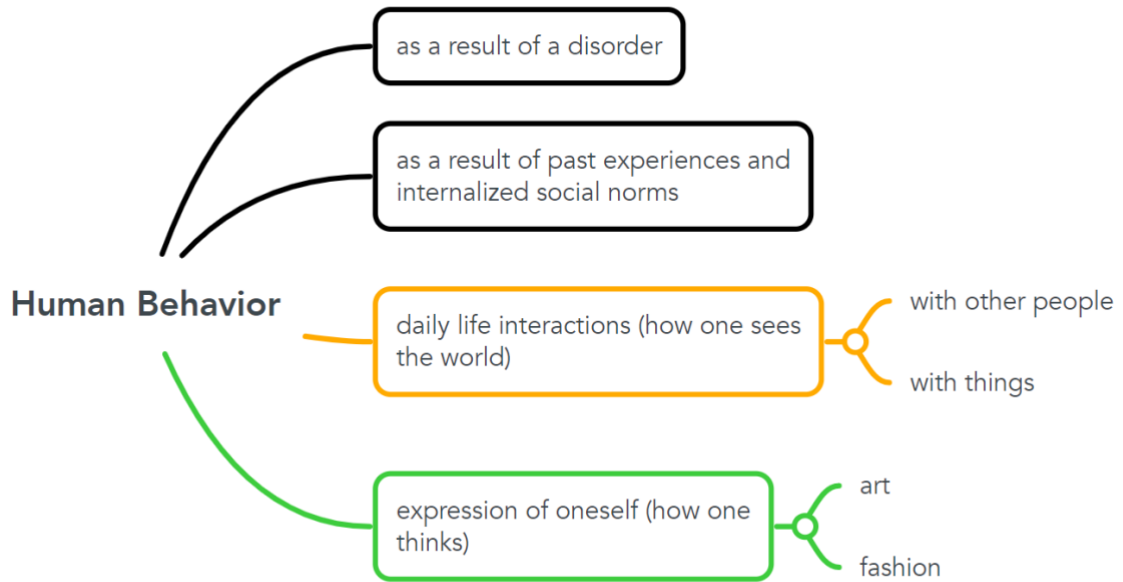 as a result of a disorder
as a result of past experiences and
internalized social norms
Human Behavior
daily life interactions (how one sees
the world)
with other people
with things
expression of oneself (how one
thinks)
art
fashion